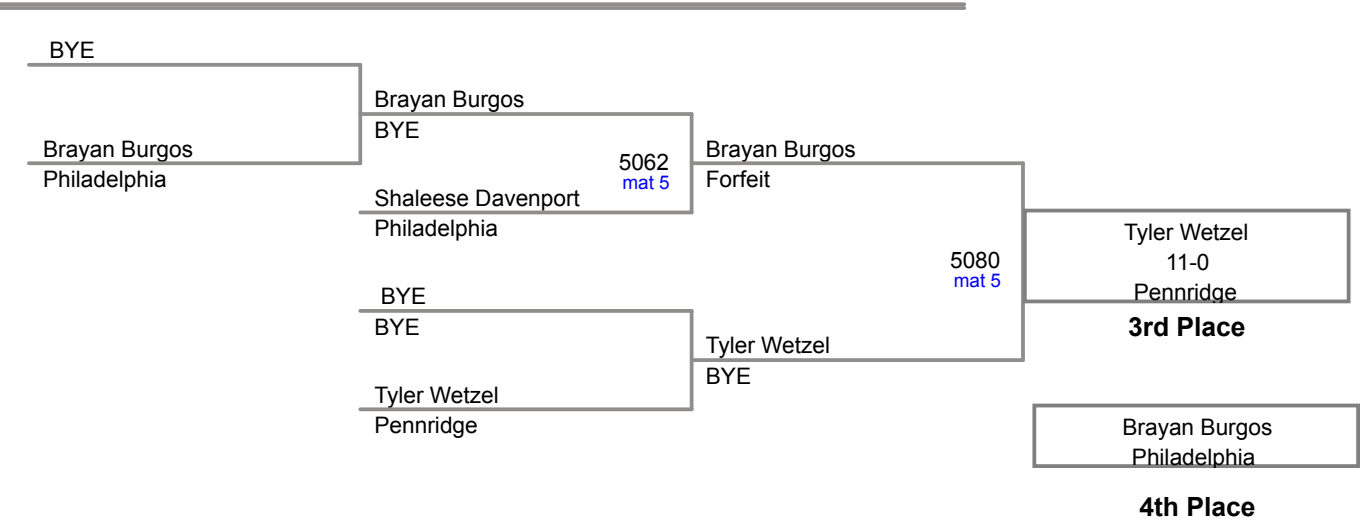 BYE
Brayan Burgos
BYE
Brayan Burgos
Philadelphia
5062
mat 5
Brayan Burgos
Forfeit
Shaleese Davenport
Philadelphia
Tyler Wetzel
11-0
Pennridge
3rd Place
5080
mat 5
BYE
BYE
Tyler Wetzel
BYE
Tyler Wetzel
Pennridge
Brayan Burgos
Philadelphia
4th Place